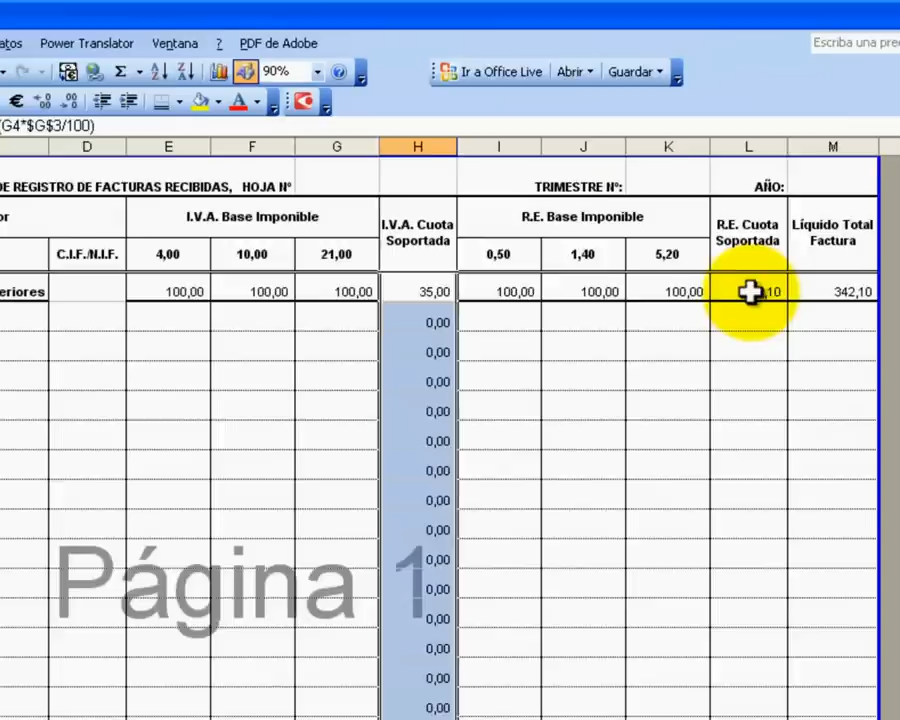 atos Power Translator Ventana ? PDF de Adobe Escriba una pre
90% Ir a Office Live Abrir Guardar
€
(G4*$G$3/100)
D E F G H I J K L M
DE REGISTRO DE FACTURAS RECIBIDAS, HOJA Nº TRIMESTRE Nº: AÑO:
or I.V.A. Base Imponible I.V.A. Cuota Soportada R.E. Base Imponible R.E. Cuota Soportada Líquido Total Factura
C.I.F./N.I.F. 4,00 10,00 21,00 0,50 1,40 5,20
eriores 100,00 100,00 100,00 35,00 100,00 100,00 100,00 ,10 342,10
0,00
0,00
0,00
0,00
0,00
0,00
0,00
0,00
0,00
0,00
0,00
0,00
0,00
0,00
Página 1